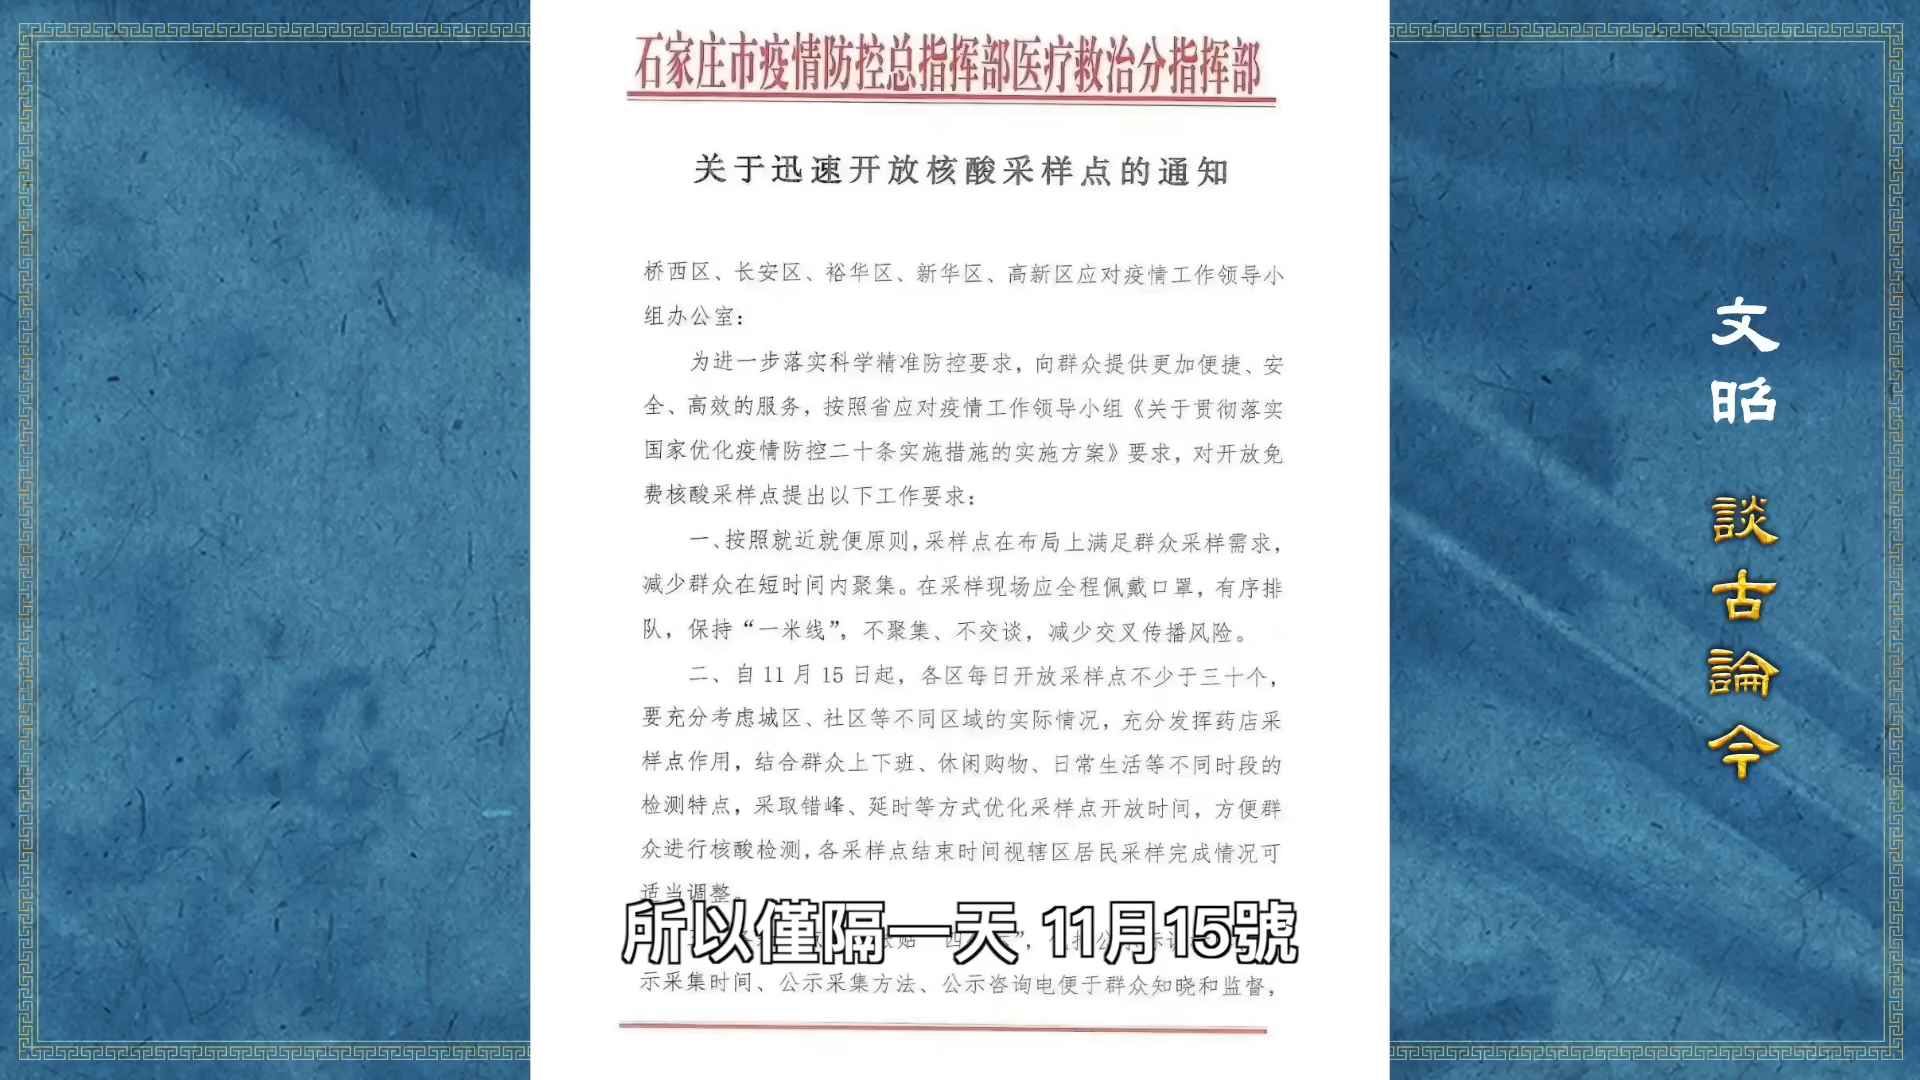 石家庄市疫情防控总指挥部医疗救治分指挥部
关于迅速开放核酸采样点的通知
桥西区、长安区、裕华区、新华区、高新区应对疫情工作领导小
组办公室：
为进一步落实科学精准防控要求，向群众提供更加便捷、安
全、高效的服务，按照省应对疫情工作领导小组《关于贯彻落实
国家优化疫情防控二十条实施措施的实施方案》要求，对开放免
费核酸采样点提出以下工作要求：
一、按照就近就便原则，采样点在布局上满足群众采样需求，
减少群众在短时间内聚集。在采样现场应全程佩戴口罩，有序排
队，保持“一米线”，不聚集、不交谈，减少交叉传播风险。
二、自 11 月 15 日起，各区每日开放采样点不少于三十个，
要充分考虑城区、社区等不同区域的实际情况，充分发挥药店采
样点作用，结合群众上下班、休闲购物、日常生活等不同时段的
检测特点，采取错峰、延时等方式优化采样点开放时间，方便群
众进行核酸检测，各采样点结束时间视辖区居民采样完成情况可
适当调整。
所以僅隔一天 11月15號
示采集时间、公示采集方法、公示咨询电便于群众知晓和监督，
文昭
談古論今